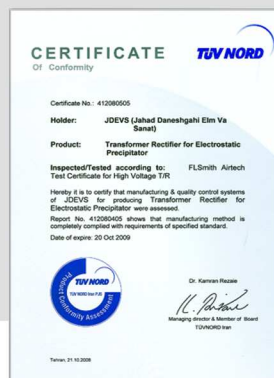 CERTIFICATE
Of Conformity
TÜV NORD
Certificate No.: 412080505
Holder: JDEVS (Jahad Daneshgahi Elm Va
Sanat)
Product: Transformer Rectifier for Electrostatic
Precipitator
Inspected/Tested according to: FLSmith Airtech
Test Certificate for High Voltage T/R
Hereby it is to certify that manufacturing & quality control systems
of JDEVS for producing Transformer Rectifier for
Electrostatic Precipitator were assessed.
Report No. 412080405 shows that manufacturing method is
completely complied with requirements of specified standard.
Date of expire: 20 Oct 2009
TÜV NORD
TÜV NORD Iran PJS
Product Conformity Assessment
Dr. Kamran Rezaie
Managing director & Member of Board
TÜVNORD Iran
Tehran, 21.10.2008